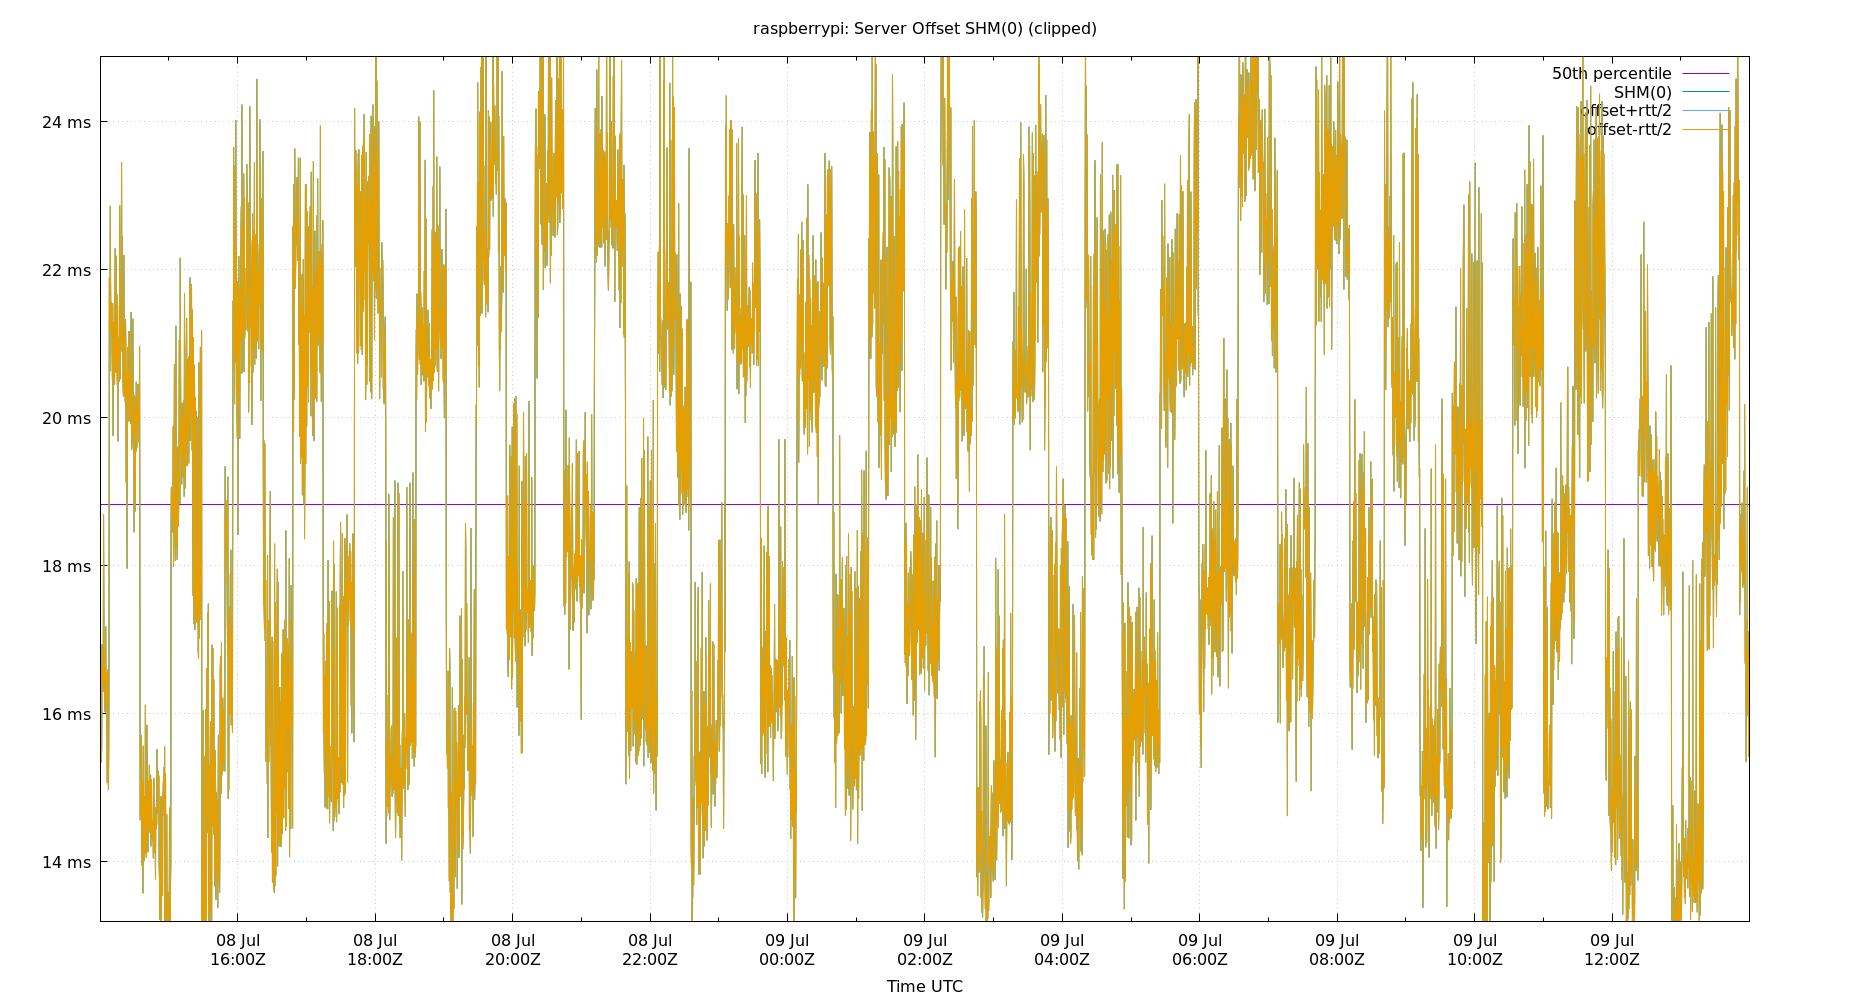 raspberrypi: Server Offset SHM(0) (clipped)
50th percentile
SHM(0)
offset+rtt/2
offset-rtt/2
24 ms
22 ms
20 ms
18 ms
16 ms
14 ms
08 Jul 08 Jul 08 Jul 08 Jul 09 Jul 09 Jul 09 Jul 09 Jul 09 Jul 09 Jul 09 Jul
16:00Z 18:00Z 20:00Z 22:00Z 00:00Z 02:00Z 04:00Z 06:00Z 08:00Z 10:00Z 12:00Z
Time UTC